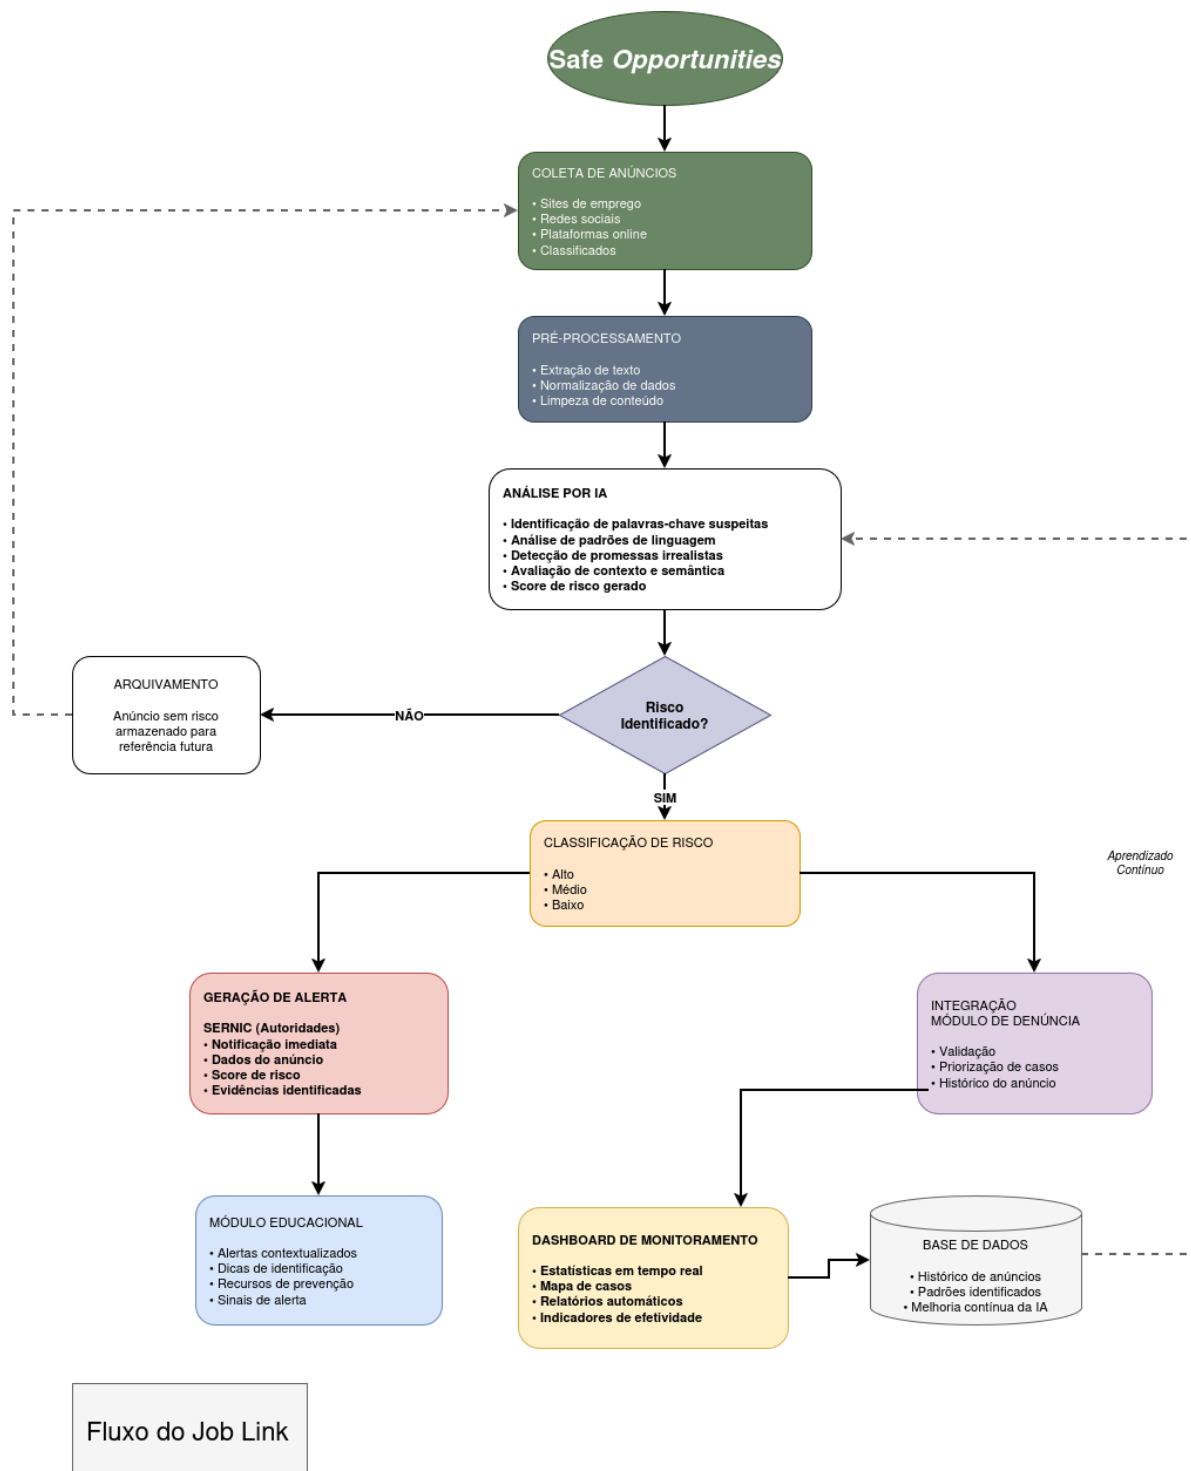 Safe Opportunities
COLETA DE ANÚNCIOS
• Sites de emprego
• Redes sociais
• Plataformas online
• Classificados
PRÉ-PROCESSAMENTO
• Extração de texto
• Normalização de dados
• Limpeza de conteúdo
ANÁLISE POR IA
• Identificação de palavras-chave suspeitas
• Análise de padrões de linguagem
• Detecção de promessas irrealistas
• Avaliação de contexto e semântica
• Score de risco gerado
Risco
Identificado?
NÃO
ARQUIVAMENTO
Anúncio sem risco
armazenado para
referência futura
SIM
CLASSIFICAÇÃO DE RISCO
• Alto
• Médio
• Baixo
Aprendizado
Contínuo
GERAÇÃO DE ALERTA
SERNIC (Autoridades)
• Notificação imediata
• Dados do anúncio
• Score de risco
• Evidências identificadas
INTEGRAÇÃO
MÓDULO DE DENÚNCIA
• Validação
• Priorização de casos
• Histórico do anúncio
MÓDULO EDUCACIONAL
• Alertas contextualizados
• Dicas de identificação
• Recursos de prevenção
• Sinais de alerta
DASHBOARD DE MONITORAMENTO
• Estatísticas em tempo real
• Mapa de casos
• Relatórios automáticos
• Indicadores de efetividade
BASE DE DADOS
• Histórico de anúncios
• Padrões identificados
• Melhoria contínua da IA
Fluxo do Job Link